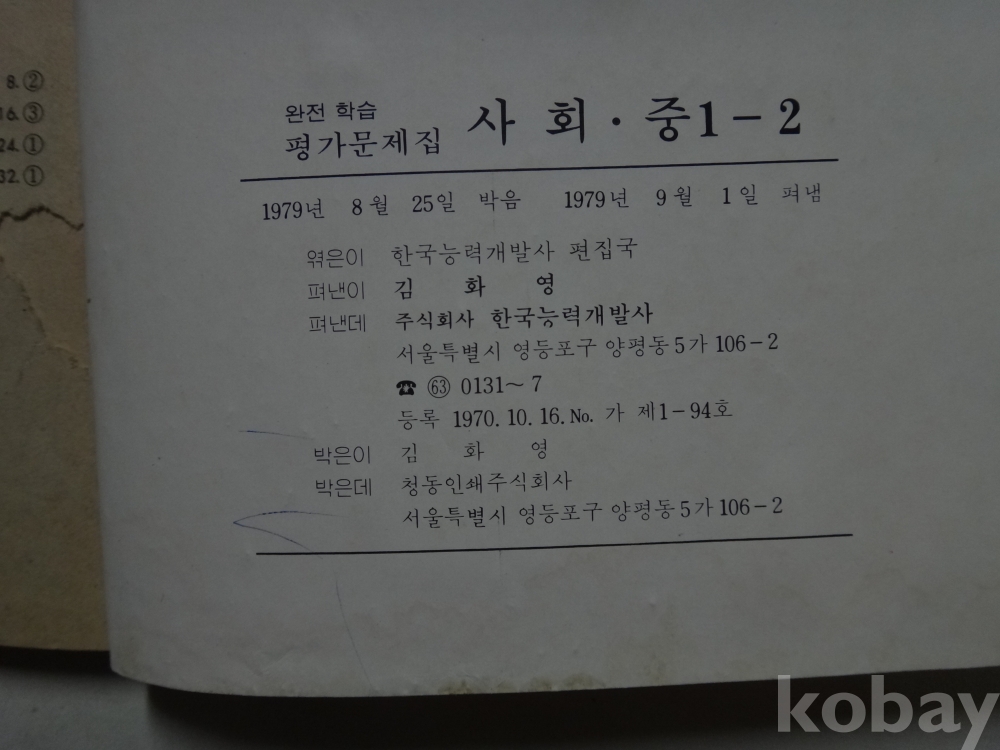 8.②
16.③
24.①
32.①
완전 학습
평가문제집 사 회 · 중1-2
1979년 8월 25일 박음 1979년 9월 1일 펴냄
엮은이 한국능력개발사 편집국
펴낸이 김 화 영
펴낸데 주식회사 한국능력개발사
서울특별시 영등포구 양평동5가 106-2
☎ ㊿+13 0131~7
등록 1970.10.16.No. 가 제1-94호
박은이 김 화 영
박은데 청동인쇄주식회사
서울특별시 영등포구 양평동5가 106-2
kobay